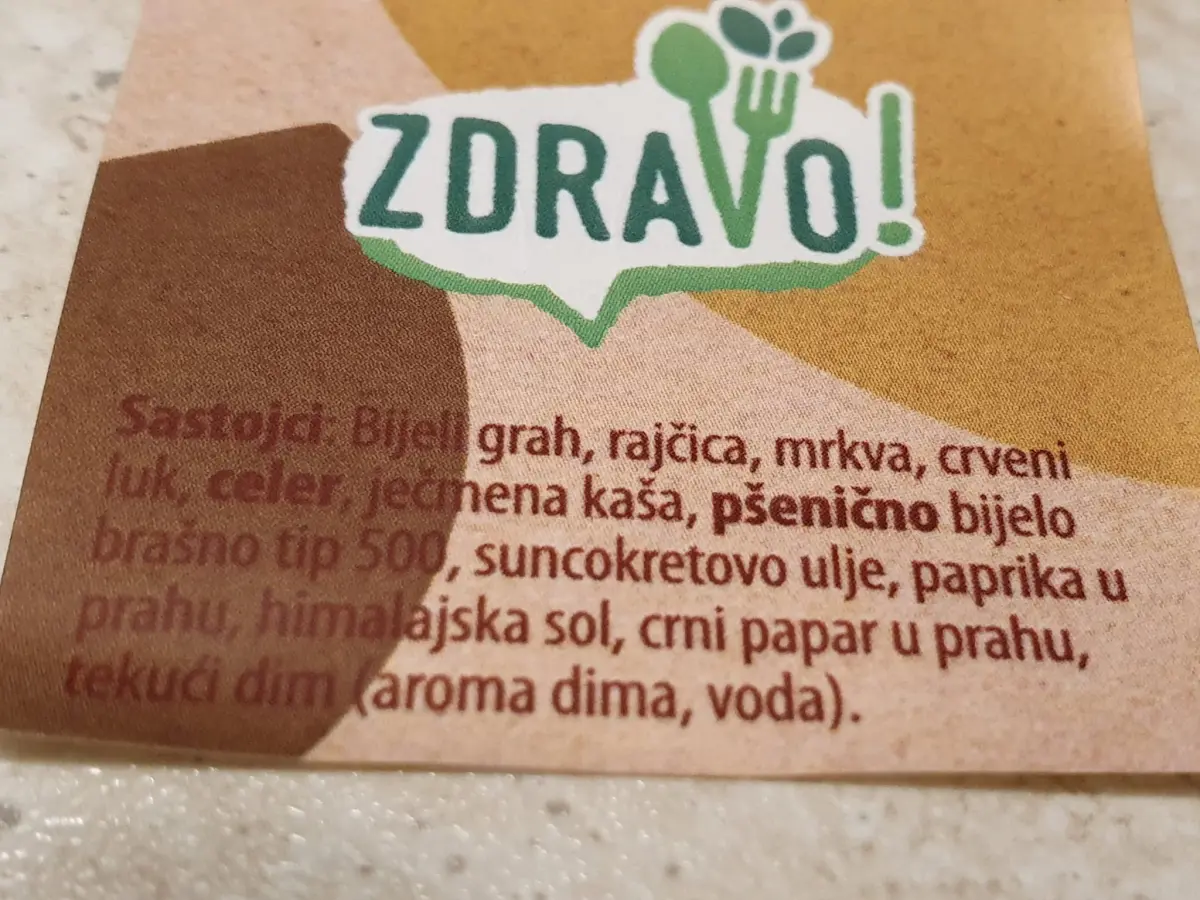 ZDRAVO!
Sastojci: Bijeli grah, rajčica, mrkva, crveni
luk, celer, ječmena kaša, pšenično bijelo
brašno tip 500, suncokretovo ulje, paprika u
prahu, himalajska sol, crni papar u prahu,
tekući dim (aroma dima, voda).